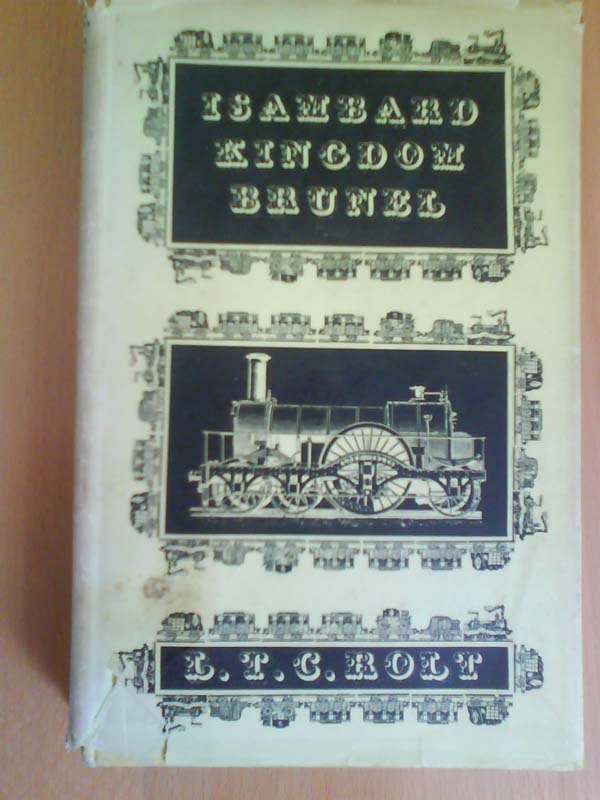 ISAMBARD
KINGDOM
BRUNEL
L. T. C. ROLT